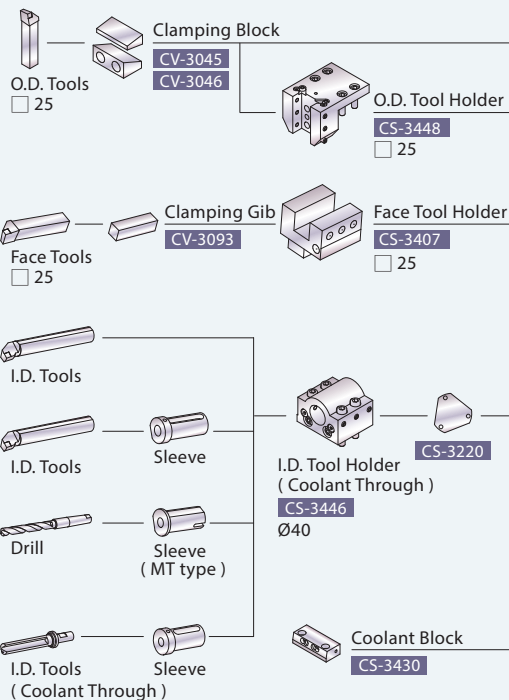 Clamping Block
CV-3045
CV-3046
O.D. Tools
□ 25
O.D. Tool Holder
CS-3448
□ 25
Clamping Gib
CV-3093
Face Tool Holder
CS-3407
□ 25
Face Tools
□ 25
I.D. Tools
I.D. Tools
Sleeve
I.D. Tool Holder
( Coolant Through )
CS-3446
Ø40
CS-3220
Drill
Sleeve
( MT type )
I.D. Tools
( Coolant Through )
Sleeve
Coolant Block
CS-3430